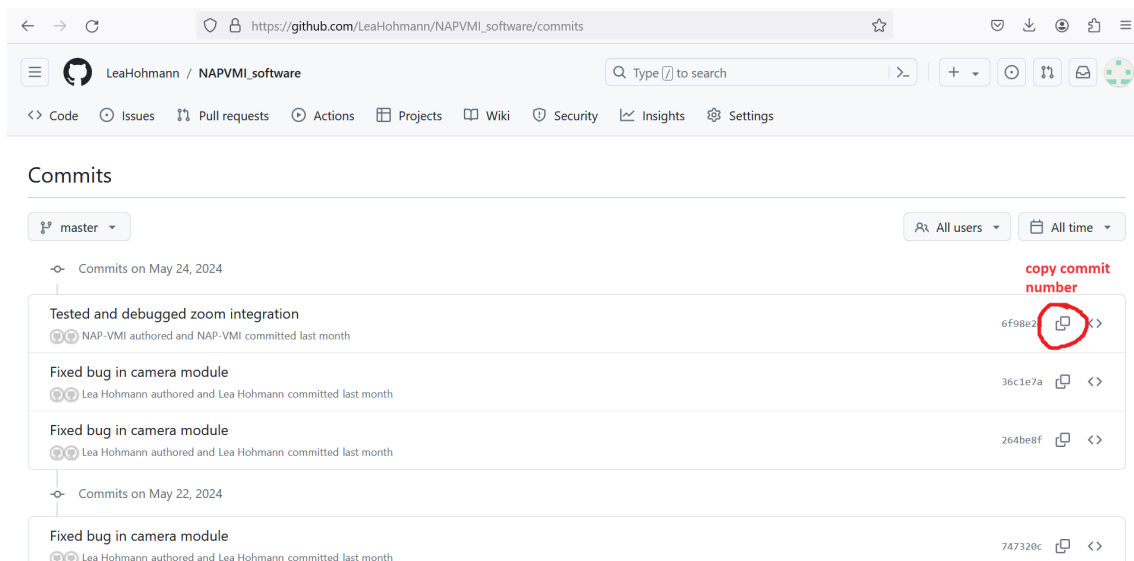 https://github.com/LeaHohmann/NAPVMI_software/commits
LeaHohmann / NAPVMI_software
Type / to search
Code Issues Pull requests Actions Projects Wiki Security Insights Settings
Commits
master All users All time
Commits on May 24, 2024
copy commit
number
Tested and debugged zoom integration
6f98e2
NAP-VMI authored and NAP-VMI committed last month
Fixed bug in camera module
36c1e7a
Lea Hohmann authored and Lea Hohmann committed last month
Fixed bug in camera module
264be8f
Lea Hohmann authored and Lea Hohmann committed last month
Commits on May 22, 2024
Fixed bug in camera module
747320c
Lea Hohmann authored and Lea Hohmann committed last month